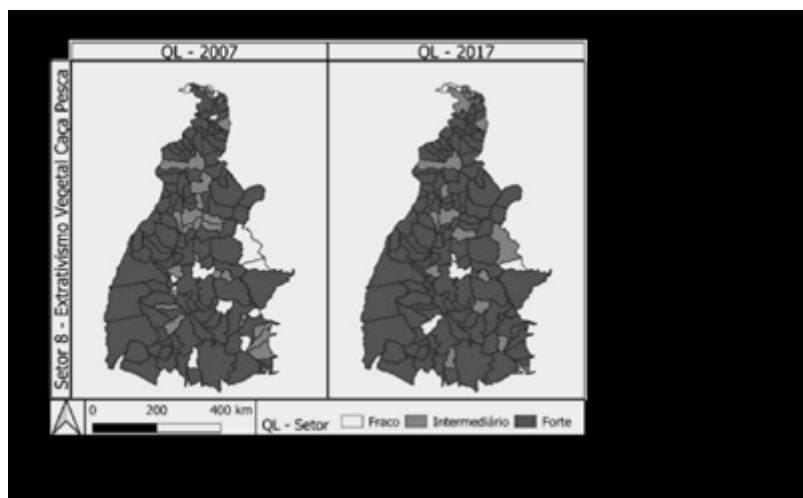 QL - 2007
QL - 2017
Setor 8 - Extrativismo Vegetal Caça Pesca
0 200 400 km
QL - Setor Fraco Intermediário Forte